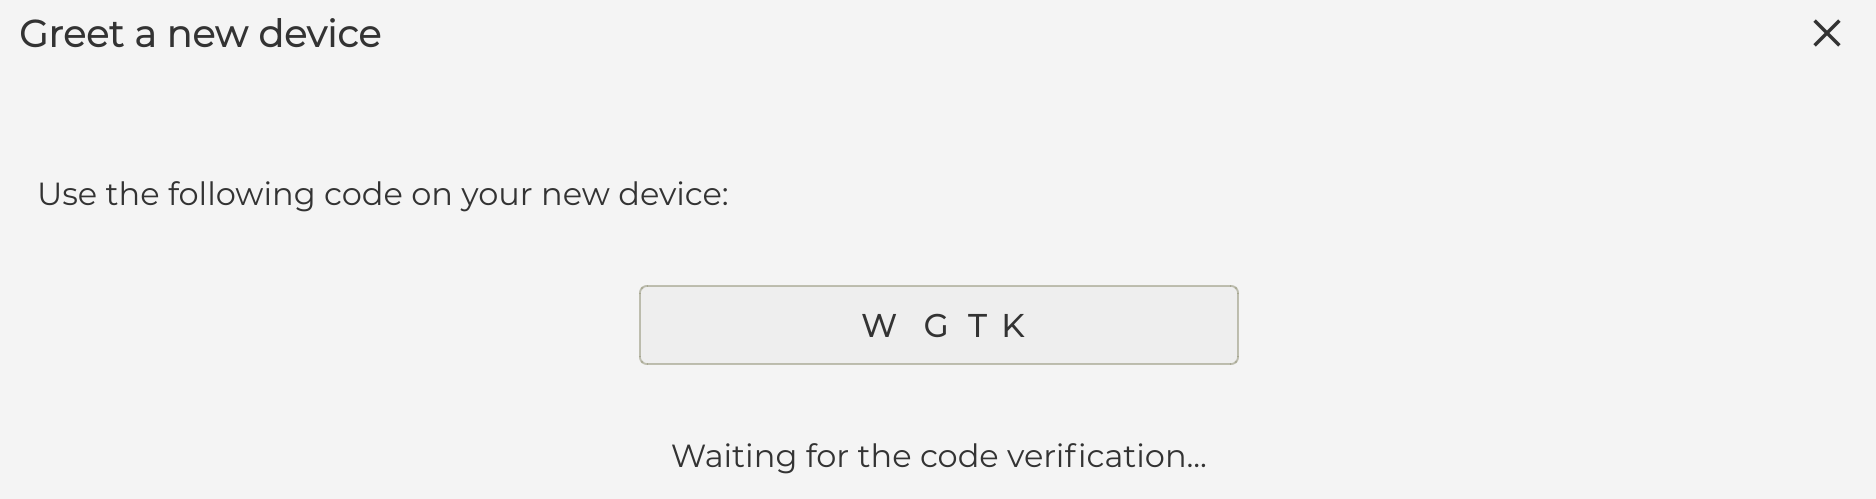 Greet a new device
Use the following code on your new device:
W G T K
Waiting for the code verification...